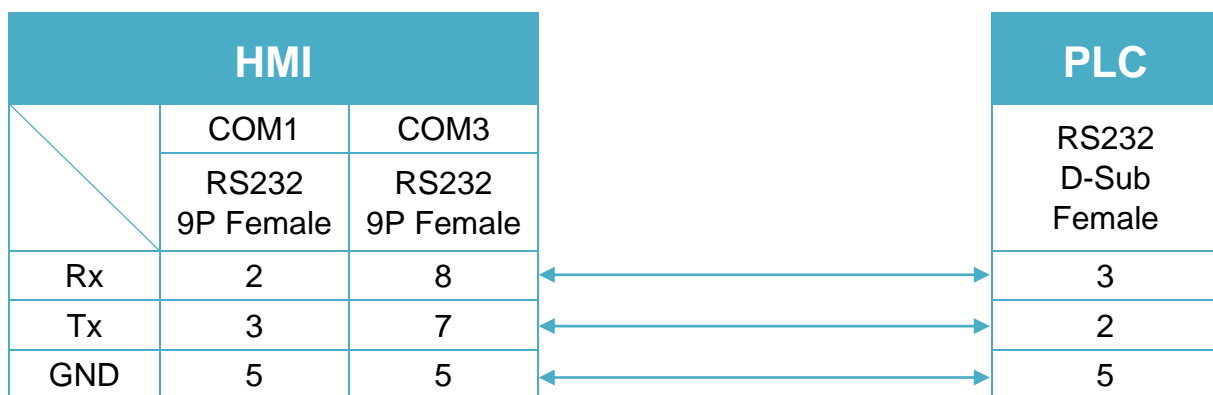 HMI PLC
COM1 COM3
RS232
9P Female
RS232
9P Female
RS232
D-Sub
Female
Rx 2 8 3
Tx 3 7 2
GND 5 5 5